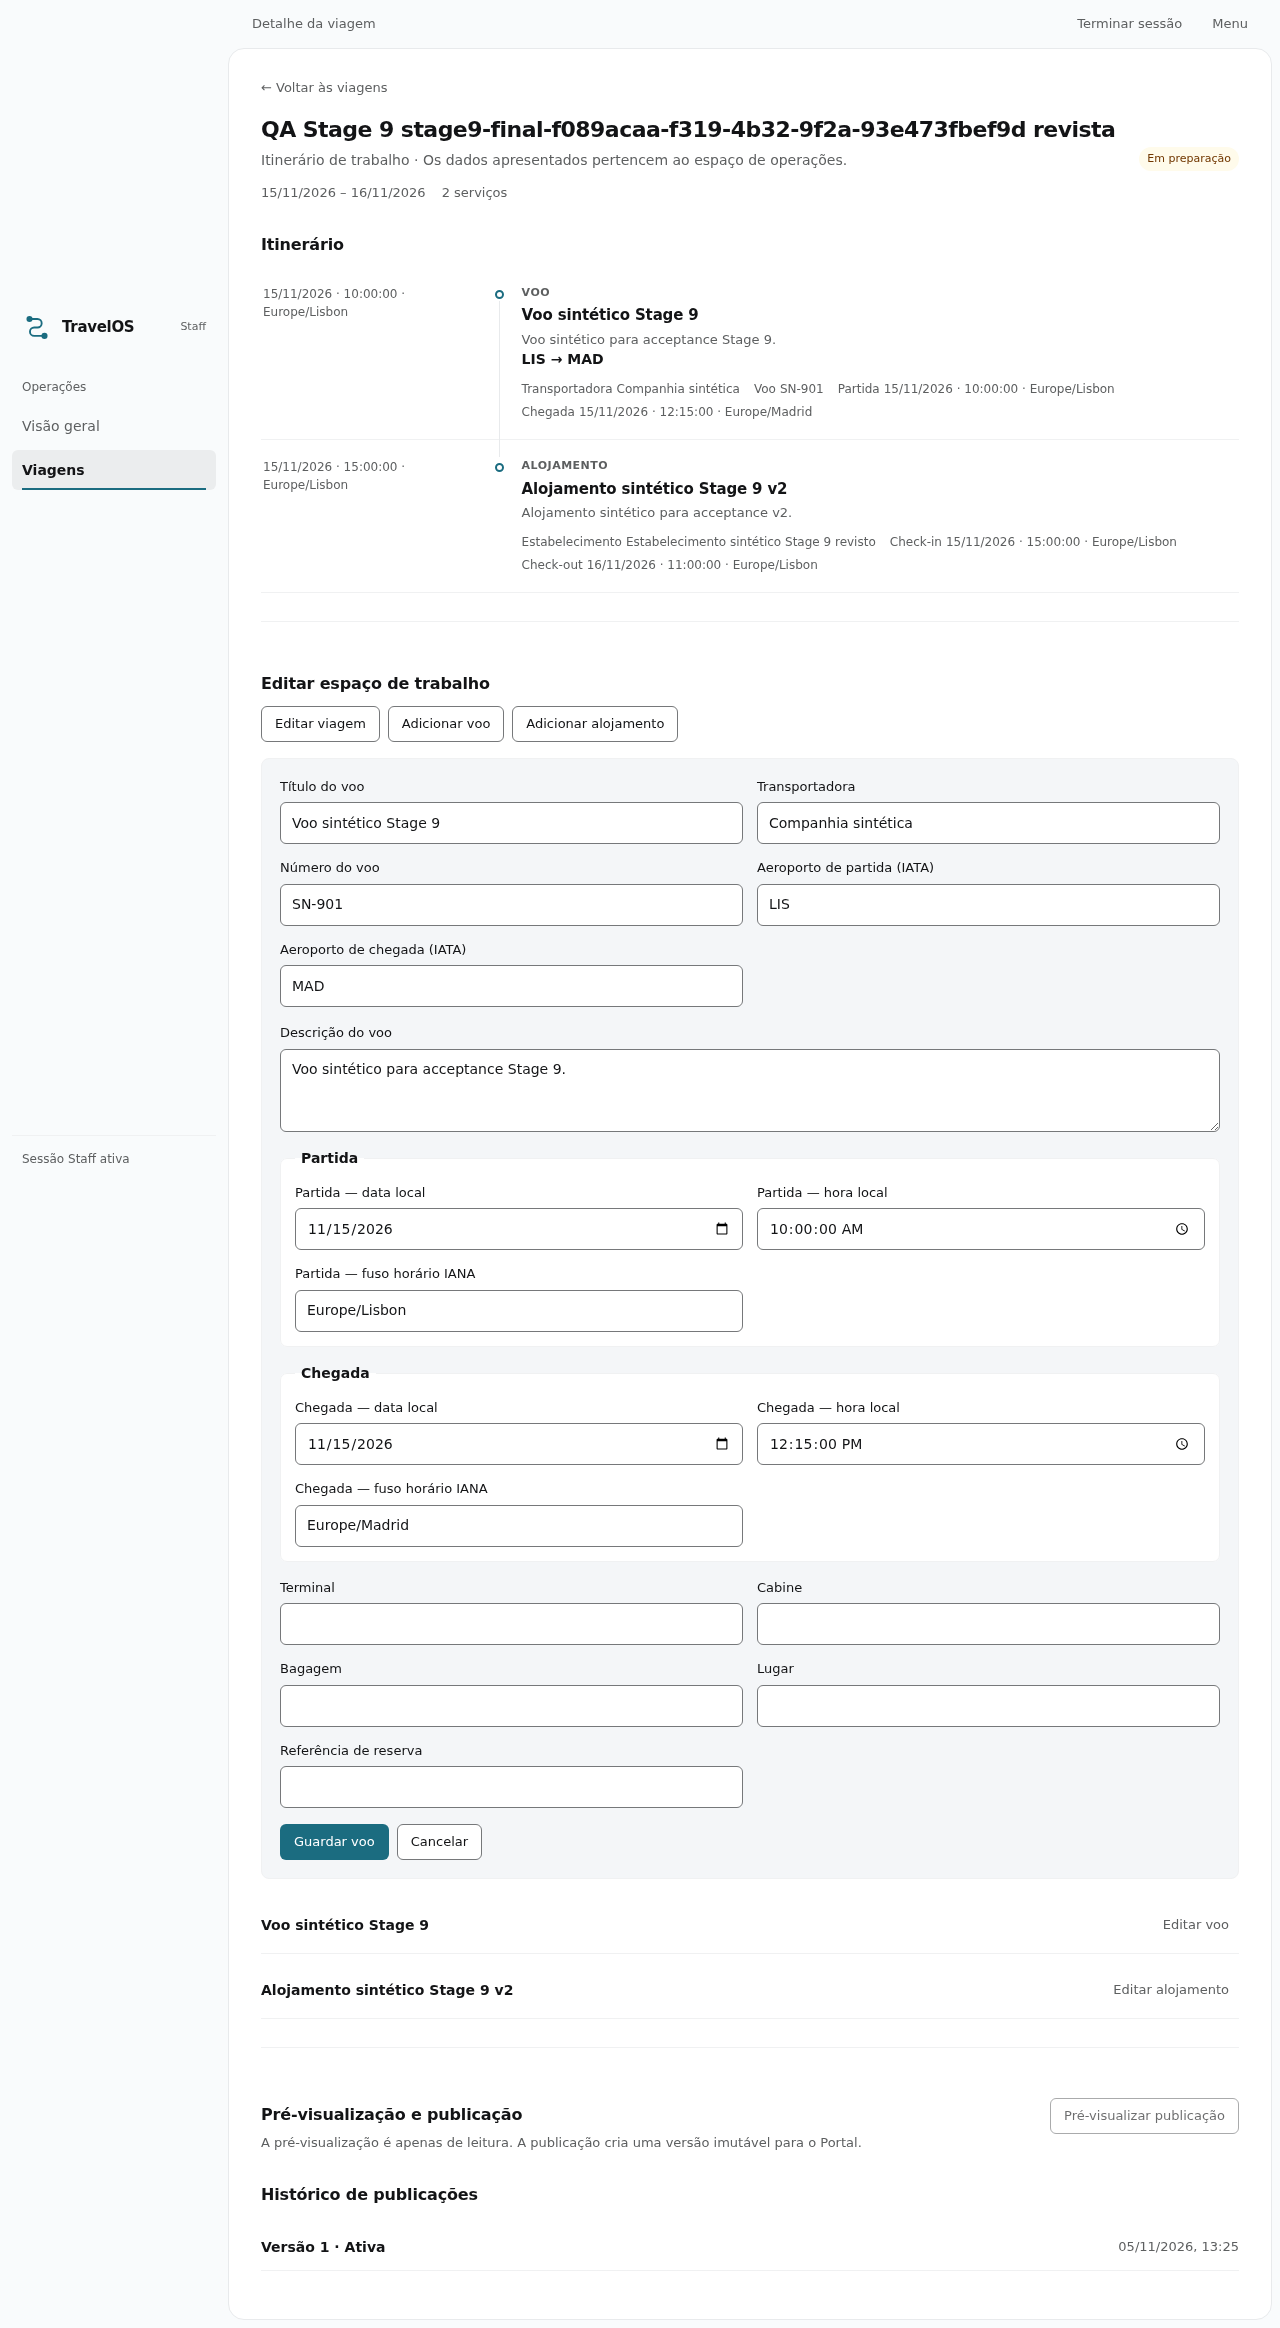 Detalhe da viagem
Terminar sessão
Menu
TravelOS
Staff
Operações
Visão geral
Viagens
Sessão Staff ativa
← Voltar às viagens
QA Stage 9 stage9-final-f089acaa-f319-4b32-9f2a-93e473fbef9d revista
Itinerário de trabalho · Os dados apresentados pertencem ao espaço de operações.
Em preparação
15/11/2026 – 16/11/2026 2 serviços
Itinerário
15/11/2026 · 10:00:00 ·
Europe/Lisbon
VOO
Voo sintético Stage 9
Voo sintético para acceptance Stage 9.
LIS → MAD
Transportadora Companhia sintética Voo SN-901 Partida 15/11/2026 · 10:00:00 · Europe/Lisbon
Chegada 15/11/2026 · 12:15:00 · Europe/Madrid
15/11/2026 · 15:00:00 ·
Europe/Lisbon
ALOJAMENTO
Alojamento sintético Stage 9 v2
Alojamento sintético para acceptance v2.
Estabelecimento Estabelecimento sintético Stage 9 revisto Check-in 15/11/2026 · 15:00:00 · Europe/Lisbon
Check-out 16/11/2026 · 11:00:00 · Europe/Lisbon
Editar espaço de trabalho
Editar viagem
Adicionar voo
Adicionar alojamento
Título do voo
Voo sintético Stage 9
Transportadora
Companhia sintética
Número do voo
SN-901
Aeroporto de partida (IATA)
LIS
Aeroporto de chegada (IATA)
MAD
Descrição do voo
Voo sintético para acceptance Stage 9.
Partida
Partida — data local
11/15/2026
Partida — hora local
10:00:00 AM
Partida — fuso horário IANA
Europe/Lisbon
Chegada
Chegada — data local
11/15/2026
Chegada — hora local
12:15:00 PM
Chegada — fuso horário IANA
Europe/Madrid
Terminal
Cabine
Bagagem
Lugar
Referência de reserva
Guardar voo
Cancelar
Voo sintético Stage 9
Editar voo
Alojamento sintético Stage 9 v2
Editar alojamento
Pré-visualização e publicação
Pré-visualizar publicação
A pré-visualização é apenas de leitura. A publicação cria uma versão imutável para o Portal.
Histórico de publicações
Versão 1 · Ativa
05/11/2026, 13:25